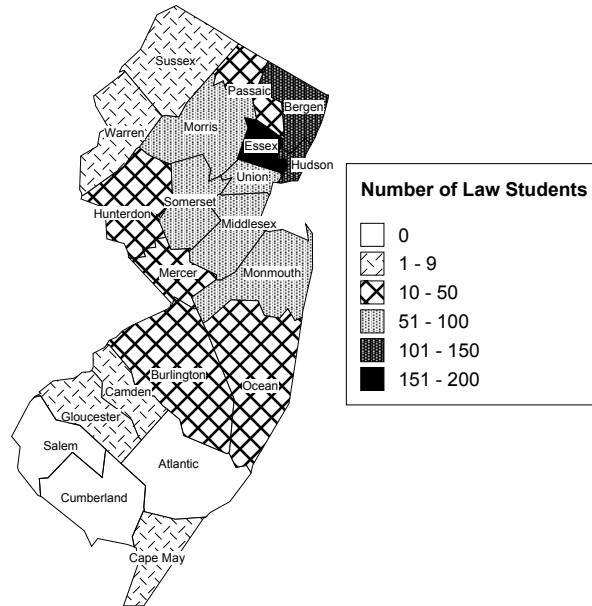 Sussex
Passaic
Bergen
Warren
Morris
Essex
Hudson
Union
Hunterdon
Somerset
Middlesex
Mercer
Monmouth
Burlington
Ocean
Camden
Gloucester
Salem
Atlantic
Cumberland
Cape May
Number of Law Students
0
1 - 9
10 - 50
51 - 100
101 - 150
151 - 200